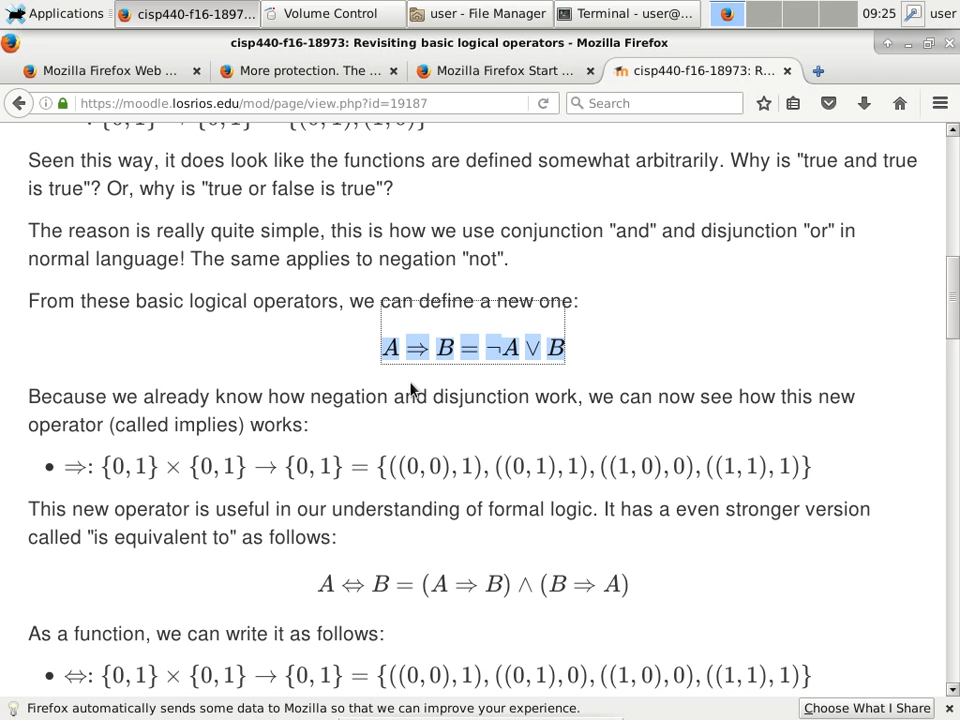 Applications cisp440-f16-1897... Volume Control user - File Manager Terminal - user@... 09:25 user
cisp440-f16-18973: Revisiting basic logical operators - Mozilla Firefox
Mozilla Firefox Web ... × More protection. The ... × Mozilla Firefox Start ... × cisp440-f16-18973: R... ×
https://moodle.losrios.edu/mod/page/view.php?id=19187 Search
Seen this way, it does look like the functions are defined somewhat arbitrarily. Why is "true and true
is true"? Or, why is "true or false is true"?
The reason is really quite simple, this is how we use conjunction "and" and disjunction "or" in
normal language! The same applies to negation "not".
From these basic logical operators, we can define a new one:
A ⇒ B = ¬A ∨ B
Because we already know how negation and disjunction work, we can now see how this new
operator (called implies) works:
• ⇒: {0, 1} × {0, 1} → {0, 1} = {((0, 0), 1), ((0, 1), 1), ((1, 0), 0), ((1, 1), 1)}
This new operator is useful in our understanding of formal logic. It has a even stronger version
called "is equivalent to" as follows:
A ⇔ B = (A ⇒ B) ∧ (B ⇒ A)
As a function, we can write it as follows:
• ⇔: {0, 1} × {0, 1} → {0, 1} = {((0, 0), 1), ((0, 1), 0), ((1, 0), 0), ((1, 1), 1)}
Firefox automatically sends some data to Mozilla so that we can improve your experience. Choose What I Share ×